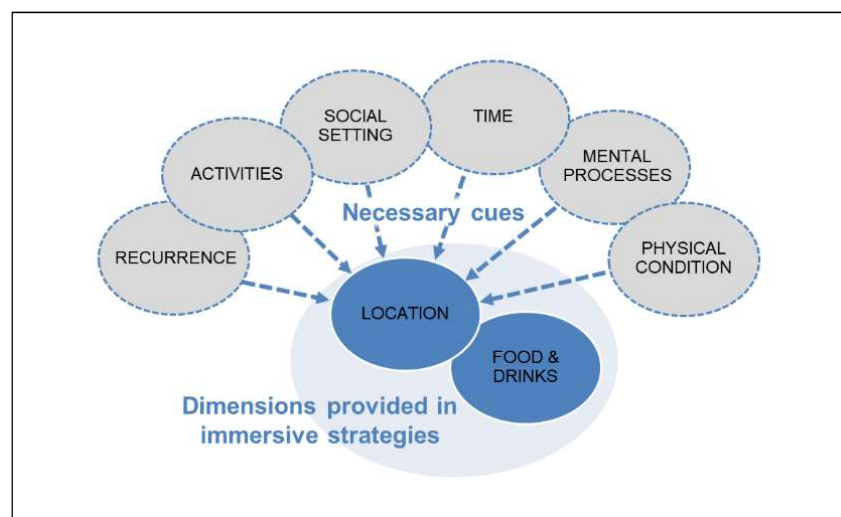 SOCIAL
SETTING
TIME
MENTAL
PROCESSES
ACTIVITIES
Necessary cues
RECURRENCE
PHYSICAL
CONDITION
LOCATION
FOOD &
DRINKS
Dimensions provided in
immersive strategies